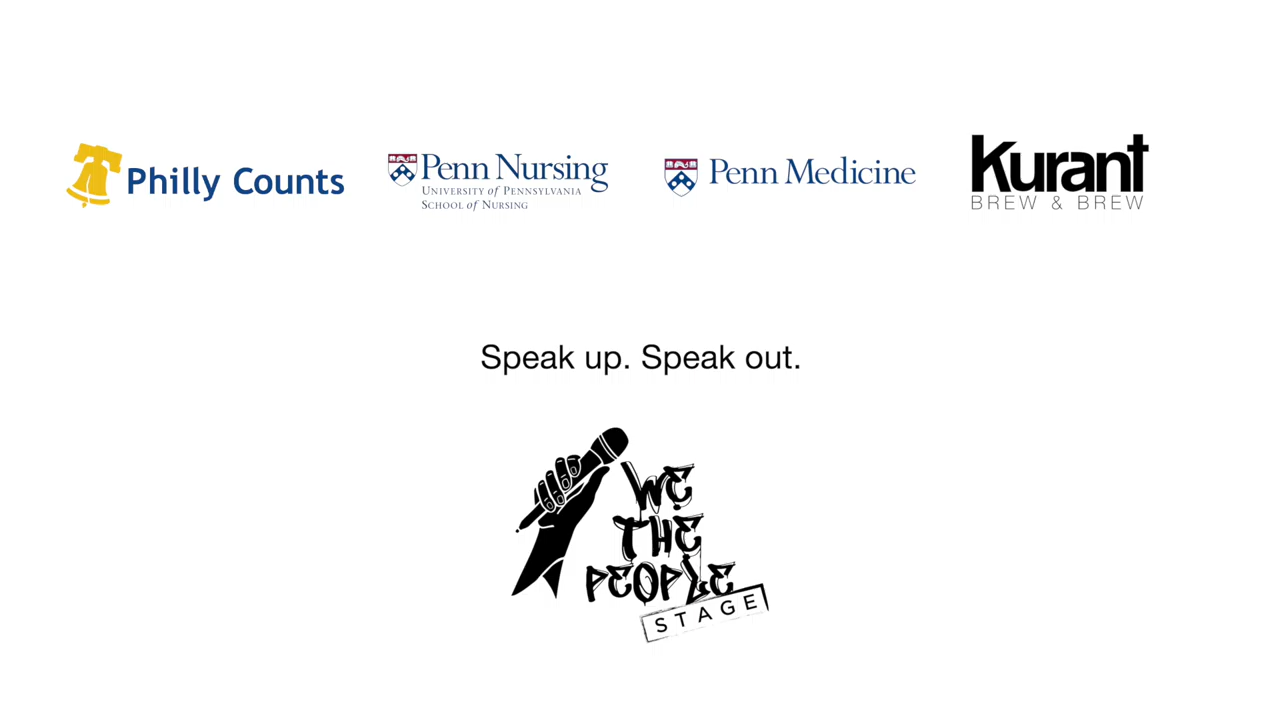 Philly Counts
Penn Nursing
University of Pennsylvania
School of Nursing
Penn Medicine
Kurant
BREW & BREW
Speak up. Speak out.
WE
THE
PEOPLE
STAGE